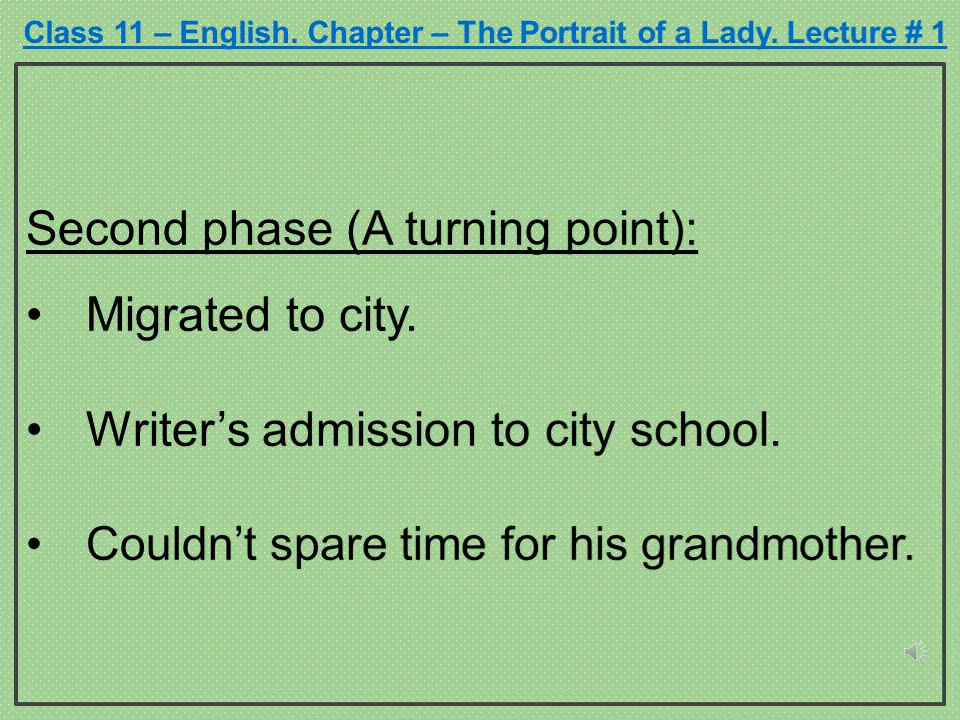 Class 11 – English. Chapter – The Portrait of a Lady. Lecture # 1
Second phase (A turning point):
• Migrated to city.
• Writer’s admission to city school.
• Couldn’t spare time for his grandmother.